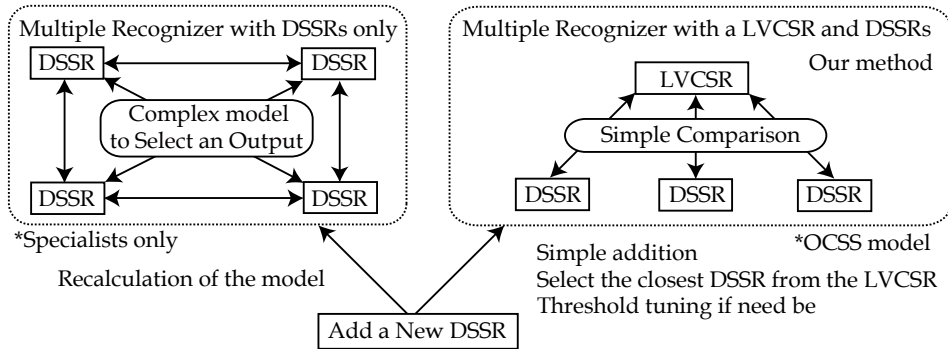 Multiple Recognizer with DSSRs only
DSSR
DSSR
Complex model
to Select an Output
DSSR
DSSR
*Specialists only
Recalculation of the model
Multiple Recognizer with a LVCSR and DSSRs
Our method
LVCSR
Simple Comparison
DSSR
DSSR
DSSR
*OCSS model
Simple addition
Select the closest DSSR from the LVCSR
Threshold tuning if need be
Add a New DSSR